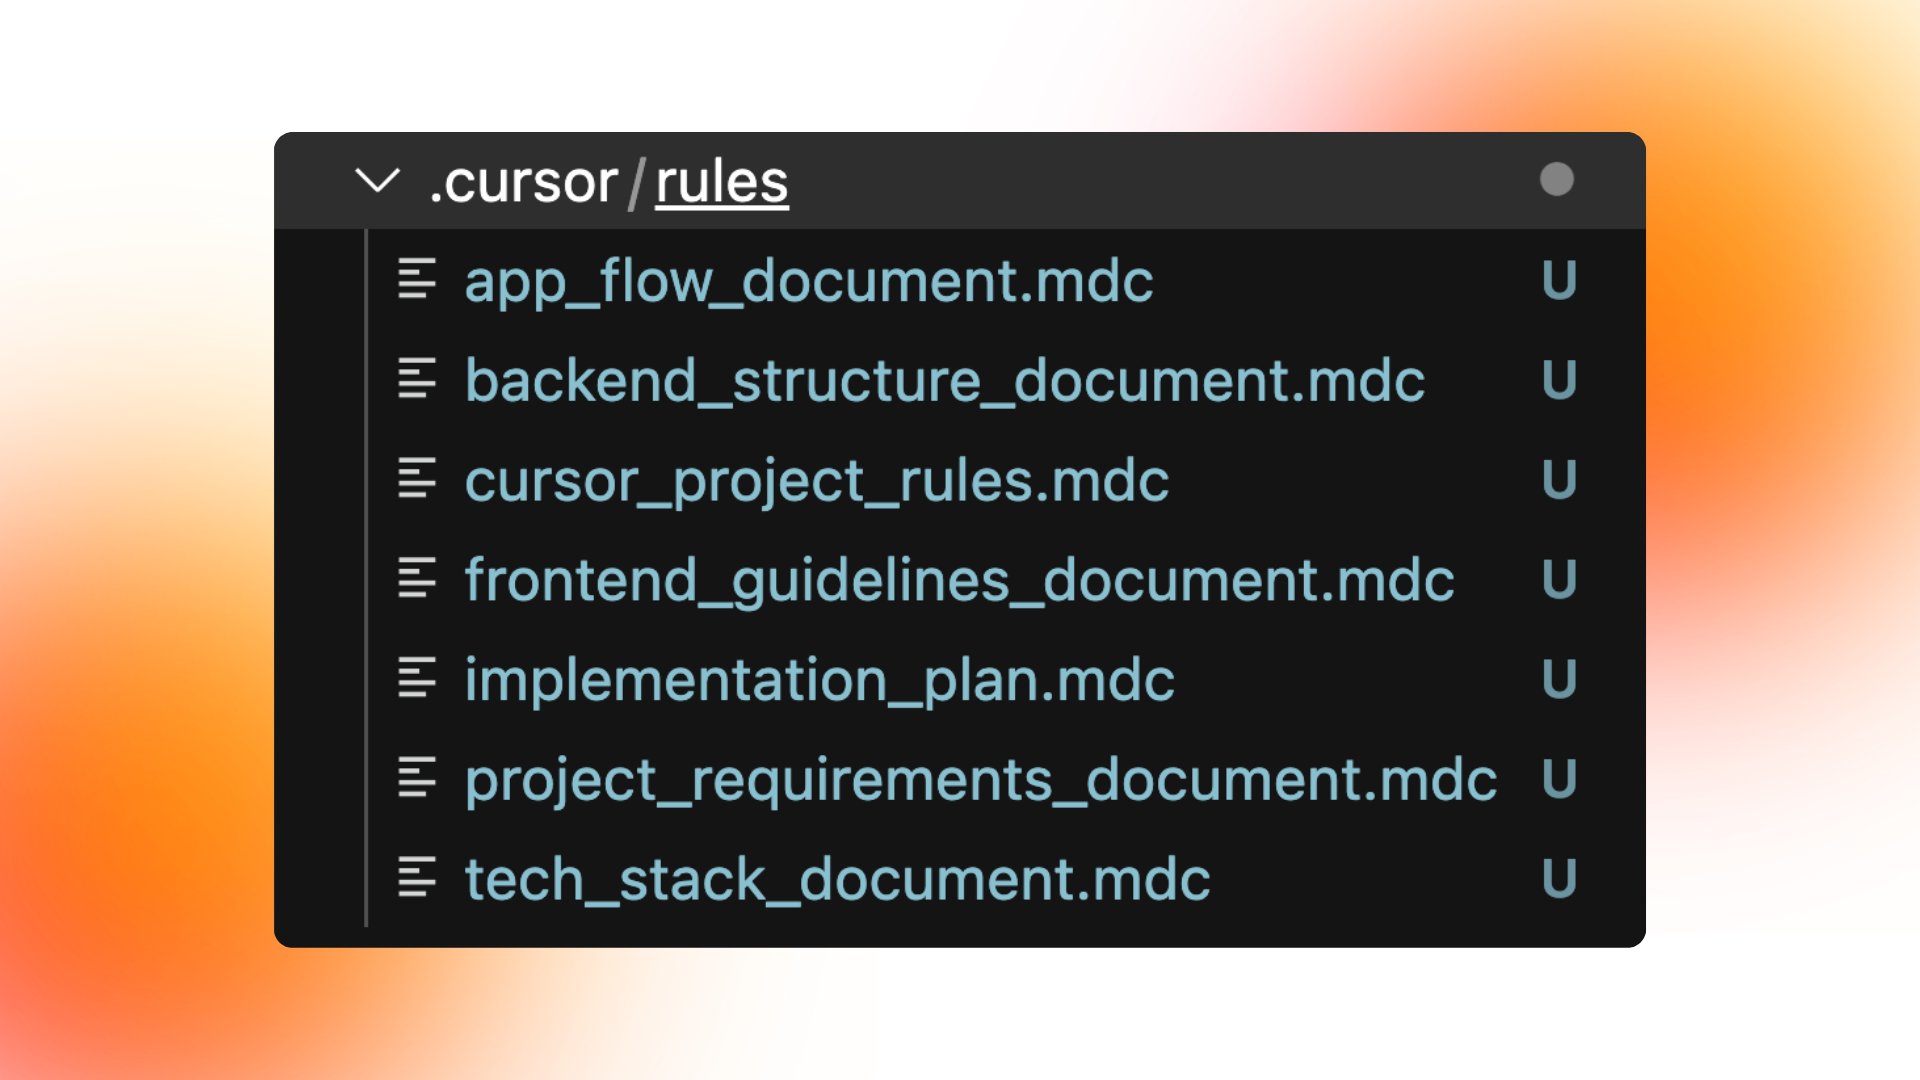 .cursor/rules
app_flow_document.mdc U
backend_structure_document.mdc U
cursor_project_rules.mdc U
frontend_guidelines_document.mdc U
implementation_plan.mdc U
project_requirements_document.mdc U
tech_stack_document.mdc U